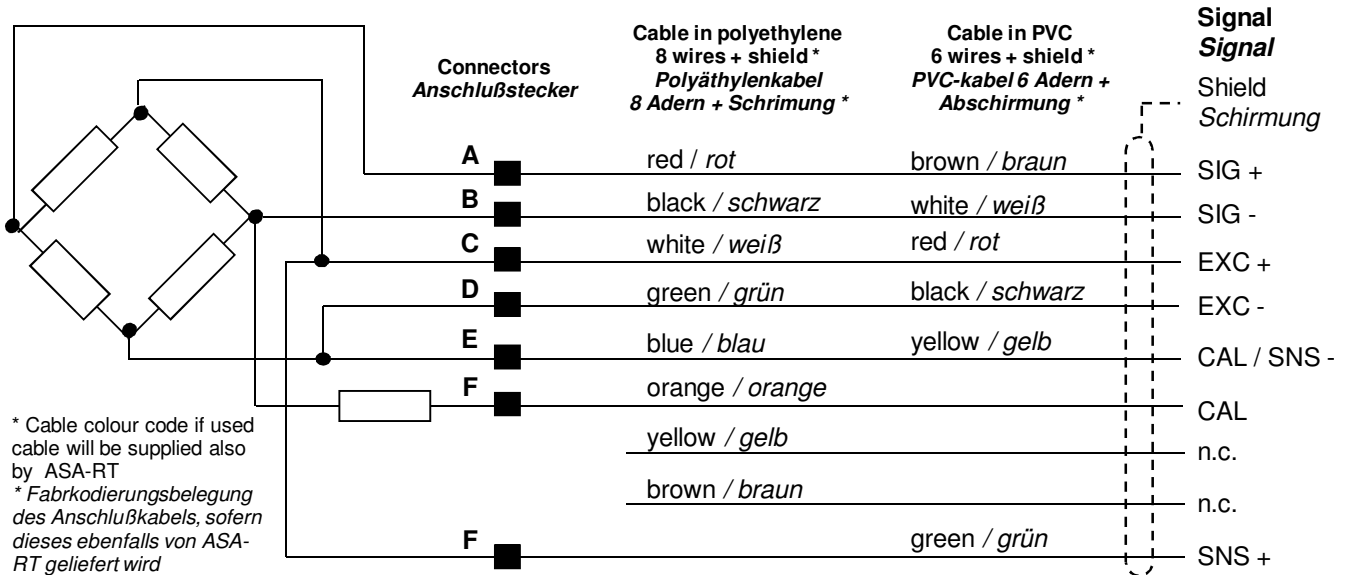 Connectors
Anschlußstecker
Cable in polyethylene
8 wires + shield *
Polyäthylenkabel
8 Adern + Schrimung *
Cable in PVC
6 wires + shield *
PVC-kabel 6 Adern +
Abschirmung *
Signal
Signal
Shield
Schirmung
A red / rot brown / braun SIG +
B black / schwarz white / weiß SIG -
C white / weiß red / rot EXC +
D green / grün black / schwarz EXC -
E blue / blau yellow / gelb CAL / SNS -
F orange / orange CAL
yellow / gelb n.c.
brown / braun n.c.
F green / grün SNS +
* Cable colour code if used
cable will be supplied also
by ASA-RT
* Fabrkodierungsbelegung
des Anschlußkabels, sofern
dieses ebenfalls von ASA-
RT geliefert wird